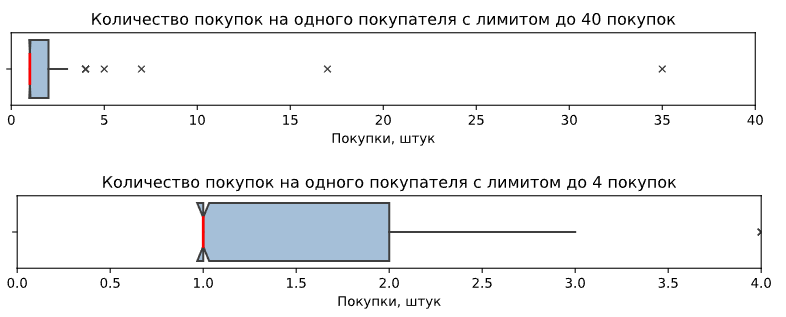 Количество покупок на одного покупателя с лимитом до 40 покупок
0 5 10 15 20 25 30 35 40
Покупки, штук
Количество покупок на одного покупателя с лимитом до 4 покупок
0.0 0.5 1.0 1.5 2.0 2.5 3.0 3.5 4.0
Покупки, штук